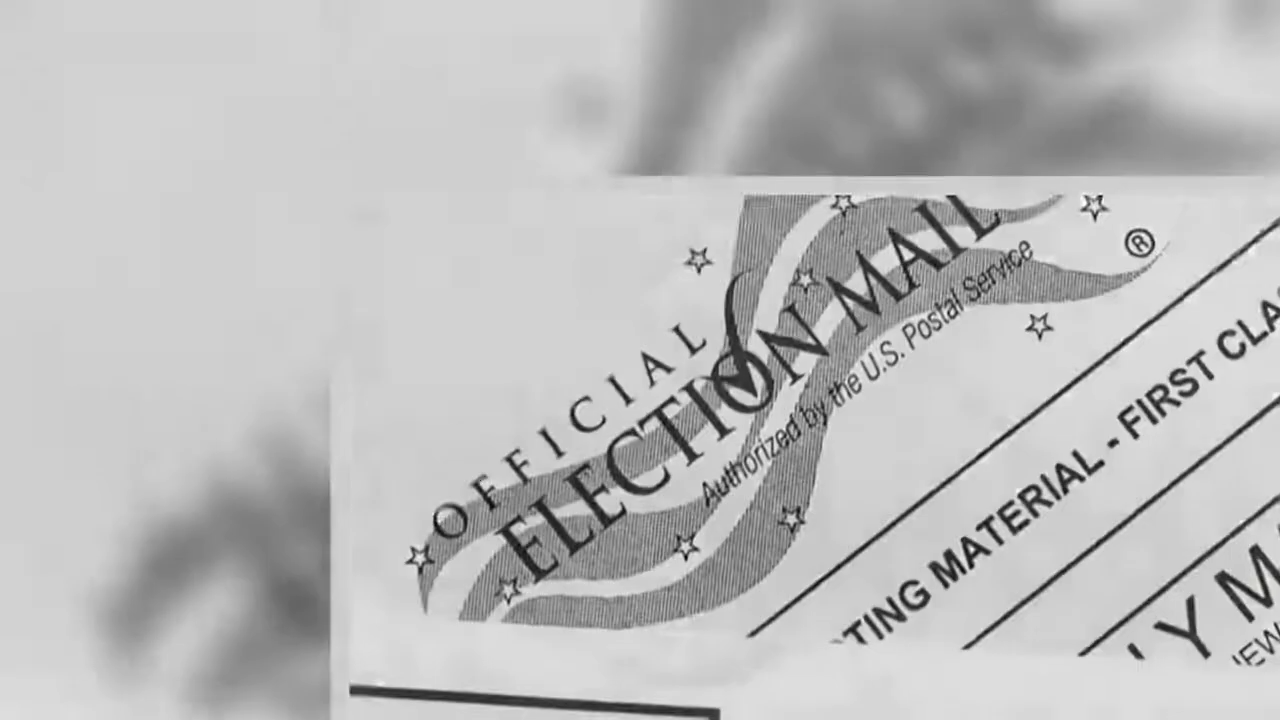 OFFICIAL
ELECTION MAIL
®
Authorized by the U.S. Postal Service
TING MATERIAL - FIRST CLA
Y M